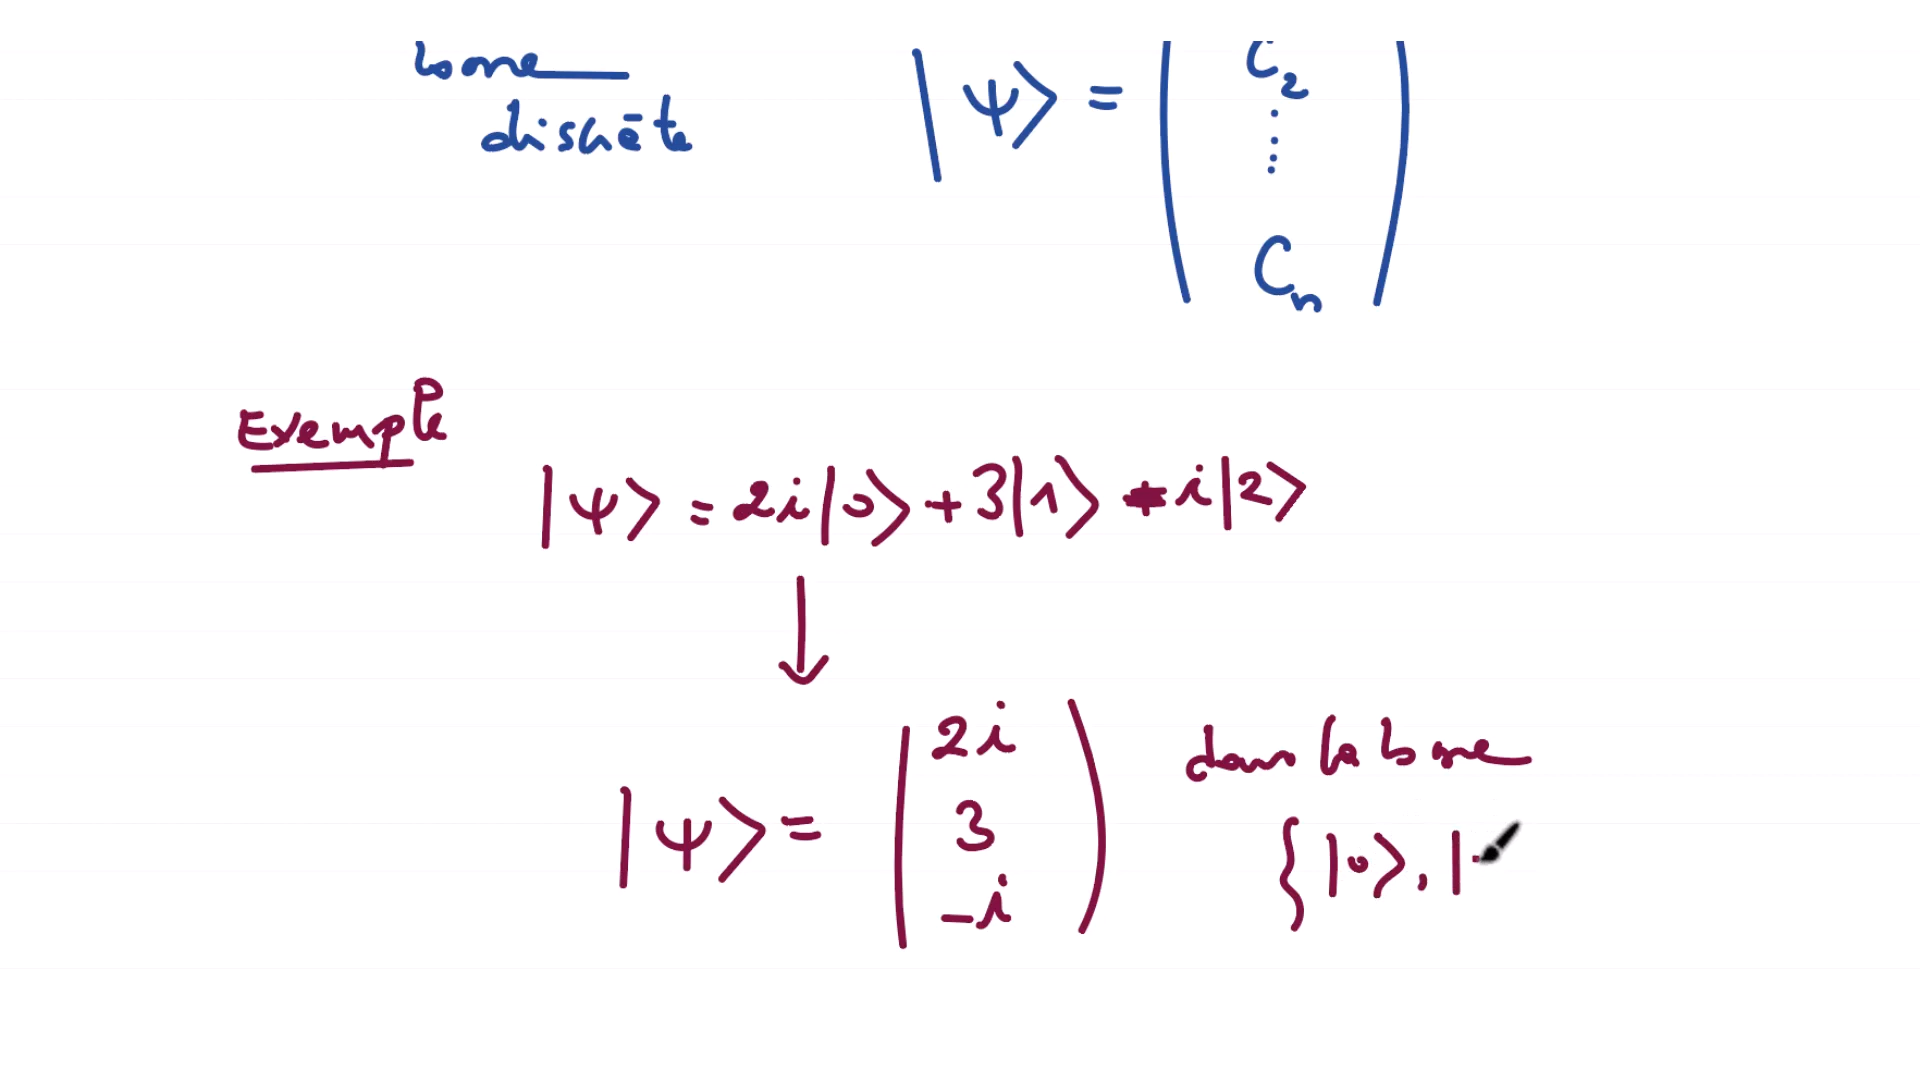 base
discrète
|ψ⟩ = ( C₂ ⋮ Cₙ )
Exemple
|ψ⟩ = 2i|0⟩ + 3|1⟩ - i|2⟩
↓
|ψ⟩ = ( 2i 3 -i )
dans la base
{ |0⟩, |